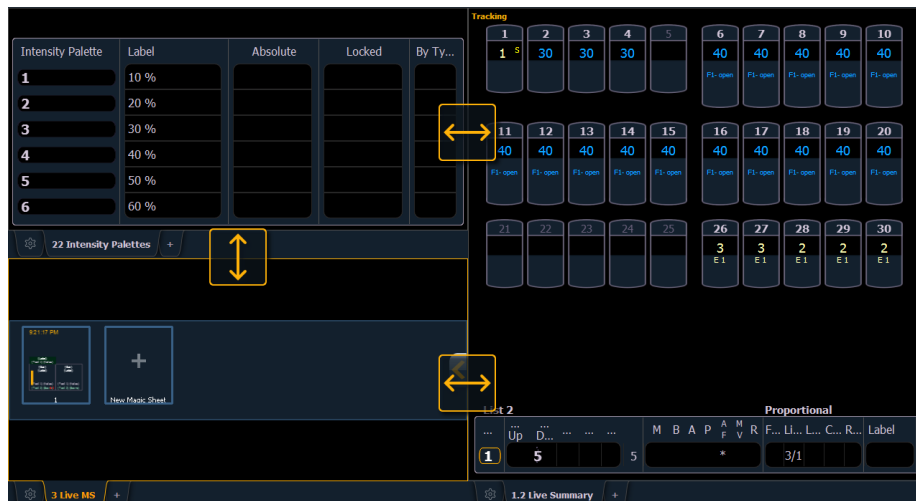 Intensity Palette Label Absolute Locked By Ty...
1 10 %
2 20 %
3 30 %
4 40 %
5 50 %
6 60 %
22 Intensity Palettes +
9:21:17 PM
1
+
New Magic Sheet
3 Live MS +
Tracking
1 2 3 4 5 6 7 8 9 10
1 S 30 30 30 40 40 40 40 40
F1- open F1- open F1- open F1- open F1- open
11 12 13 14 15 16 17 18 19 20
40 40 40 40 40 40 40 40 40 40
F1- open F1- open F1- open F1- open F1- open F1- open F1- open F1- open F1- open F1- open
21 22 23 24 25 26 27 28 29 30
3 3 2 2 2
E 1 E 1 E 1 E 1 E 1
List 2 Proportional
... ... Up ... D... ... ... ... M B A P A F M V R F... Li... L... C... R... Label
1 5 5 * 3/1
1.2 Live Summary +